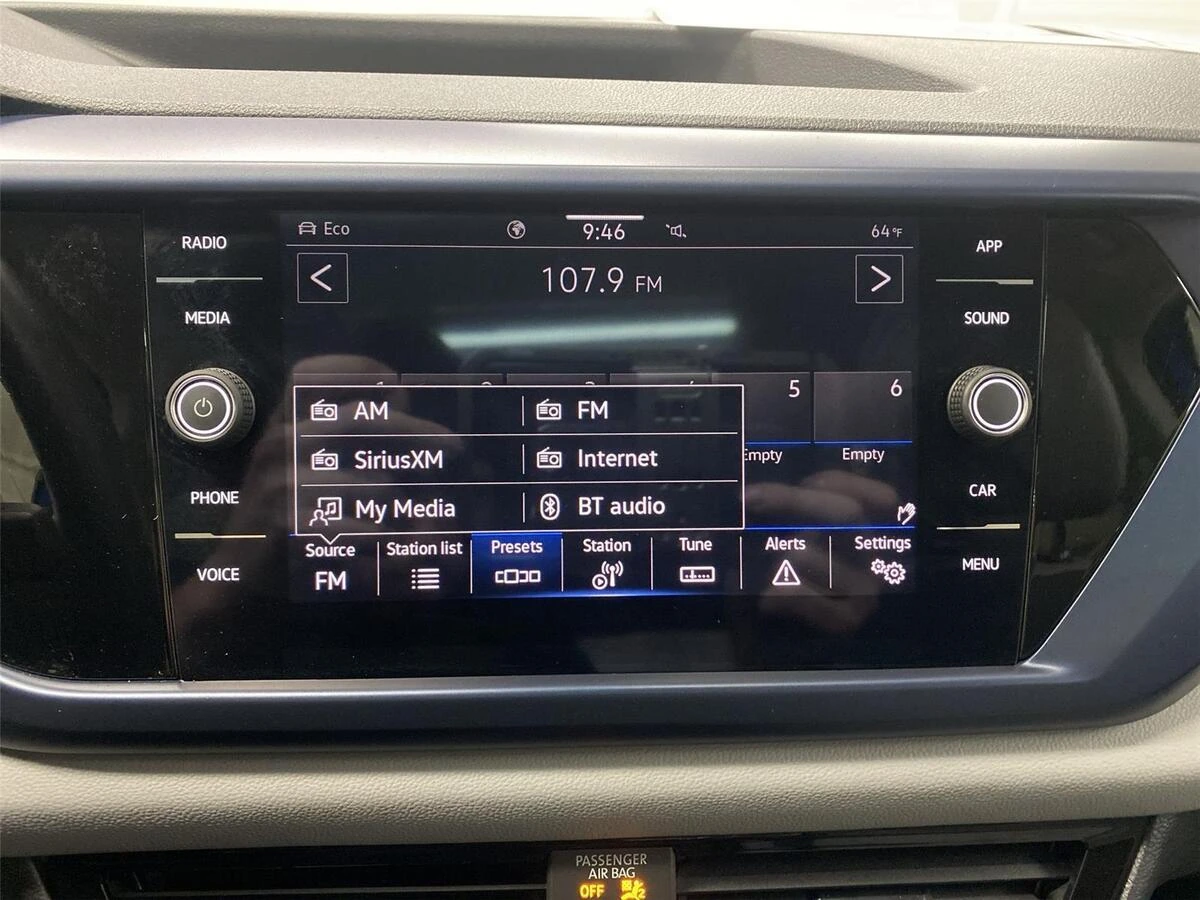 Eco 9:46 64°F
107.9 FM
RADIO
MEDIA
PHONE
VOICE
APP
SOUND
CAR
MENU
5 6
AM FM
SiriusXM Internet
My Media BT audio
Empty
Source Station list Presets Station Tune Alerts Settings
FM
PASSENGER
AIR BAG
OFF